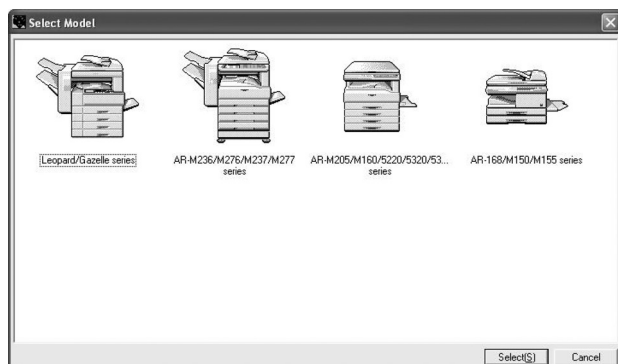 Select Model
Leopard/Gazelle series
AR-M236/M276/M237/M277
series
AR-M205/M160/5220/5320/53...
series
AR-168/M150/M155 series
Select(S)
Cancel